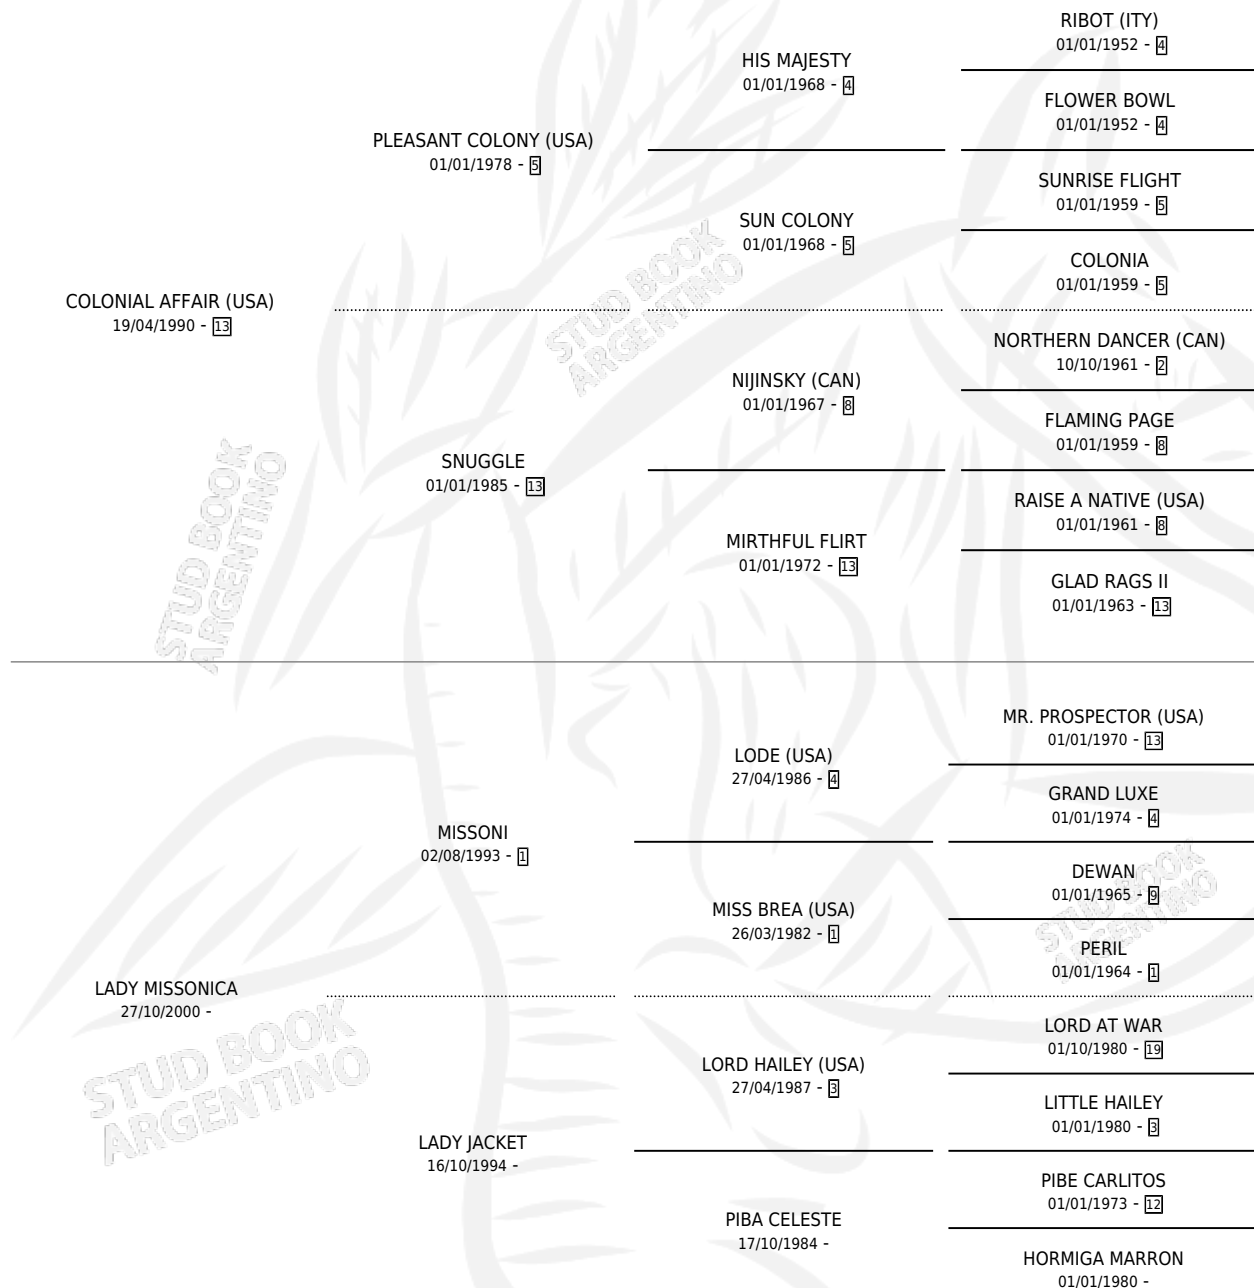 RIBOT (ITY)
01/01/1952 - 4
HIS MAJESTY
01/01/1968 - 4
FLOWER BOWL
01/01/1952 - 4
PLEASANT COLONY (USA)
01/01/1978 - 5
SUNRISE FLIGHT
01/01/1959 - 5
SUN COLONY
01/01/1968 - 5
COLONIA
01/01/1959 - 5
COLONIAL AFFAIR (USA)
19/04/1990 - 13
NORTHERN DANCER (CAN)
10/10/1961 - 2
NIJINSKY (CAN)
01/01/1967 - 8
FLAMING PAGE
01/01/1959 - 8
SNUGGLE
01/01/1985 - 13
RAISE A NATIVE (USA)
01/01/1961 - 8
MIRTHFUL FLIRT
01/01/1972 - 13
GLAD RAGS II
01/01/1963 - 13
MR. PROSPECTOR (USA)
01/01/1970 - 13
LODE (USA)
27/04/1986 - 4
GRAND LUXE
01/01/1974 - 4
MISSONI
02/08/1993 - 1
DEWAN
01/01/1965 - 9
MISS BREA (USA)
26/03/1982 - 1
PERIL
01/01/1964 - 1
LADY MISSONICA
27/10/2000 -
LORD AT WAR
01/10/1980 - 19
LORD HAILEY (USA)
27/04/1987 - 3
LITTLE HAILEY
01/01/1980 - 3
LADY JACKET
16/10/1994 -
PIBE CARLITOS
01/01/1973 - 12
PIBA CELESTE
17/10/1984 -
HORMIGA MARRON
01/01/1980 -
STUD BOOK
ARGENTINO
STUD BOOK
ARGENTINO
STUD BOOK
ARGENTINO
STUD BOOK
ARGENTINO